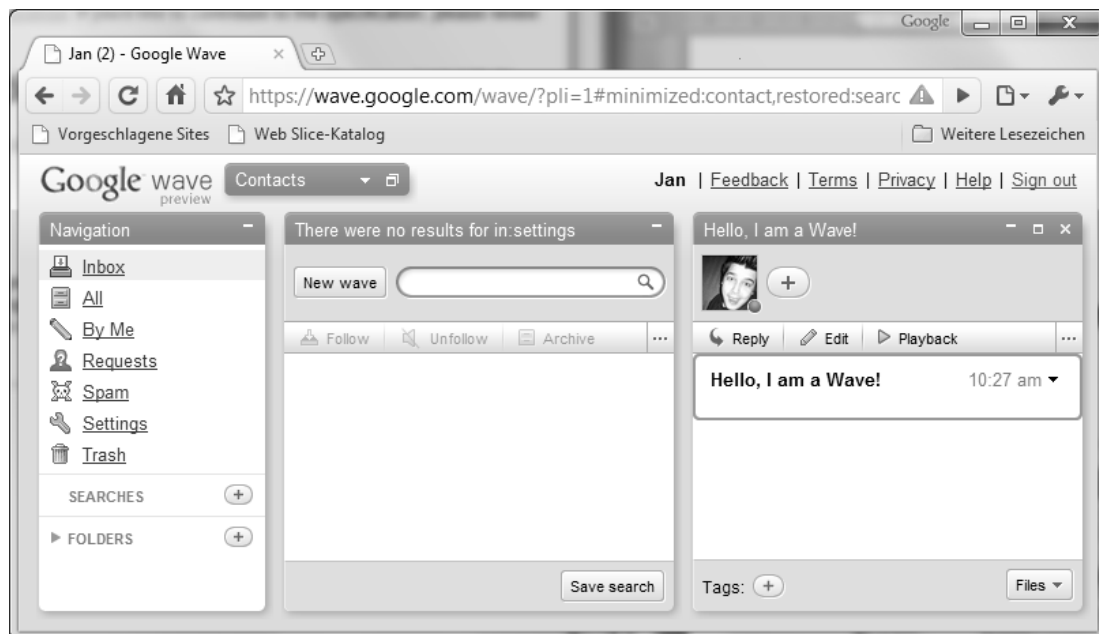 Google
Jan (2) - Google Wave
https://wave.google.com/wave/?pli=1#minimized:contact,restored:searc
Vorgeschlagene Sites Web Slice-Katalog Weitere Lesezeichen
Google wave preview Contacts Jan | Feedback | Terms | Privacy | Help | Sign out
Navigation
Inbox
All
By Me
Requests
Spam
Settings
Trash
SEARCHES
FOLDERS
There were no results for in:settings
New wave
Follow Unfollow Archive
Save search
Hello, I am a Wave!
Reply Edit Playback
Hello, I am a Wave! 10:27 am
Tags: Files